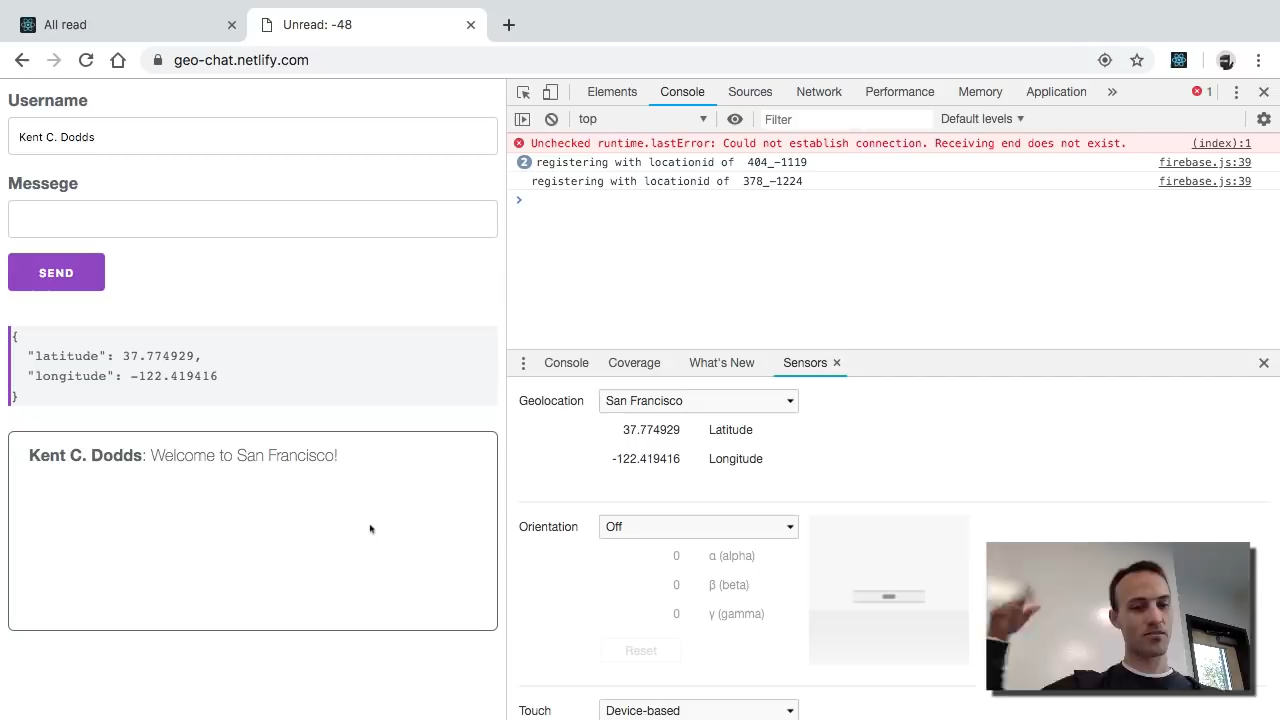 All read
Unread: -48
geo-chat.netlify.com
Username
Kent C. Dodds
Messege
SEND
{
"latitude": 37.774929,
"longitude": -122.419416
}
Kent C. Dodds: Welcome to San Francisco!
Elements Console Sources Network Performance Memory Application » 1
top Filter Default levels
Unchecked runtime.lastError: Could not establish connection. Receiving end does not exist. (index):1
2 registering with locationid of 404_-1119 firebase.js:39
registering with locationid of 378_-1224 firebase.js:39
Console Coverage What's New Sensors
Geolocation San Francisco
37.774929 Latitude
-122.419416 Longitude
Orientation Off
0 α (alpha)
0 β (beta)
0 γ (gamma)
Reset
Touch Device-based